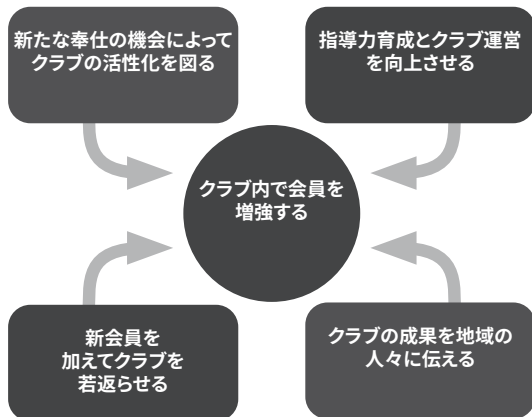 新たな奉仕の機会によって
クラブの活性化を図る
指導力育成とクラブ運営
を向上させる
クラブ内で会員を
増強する
新会員を
加えてクラブを
若返らせる
クラブの成果を地域の
人々に伝える